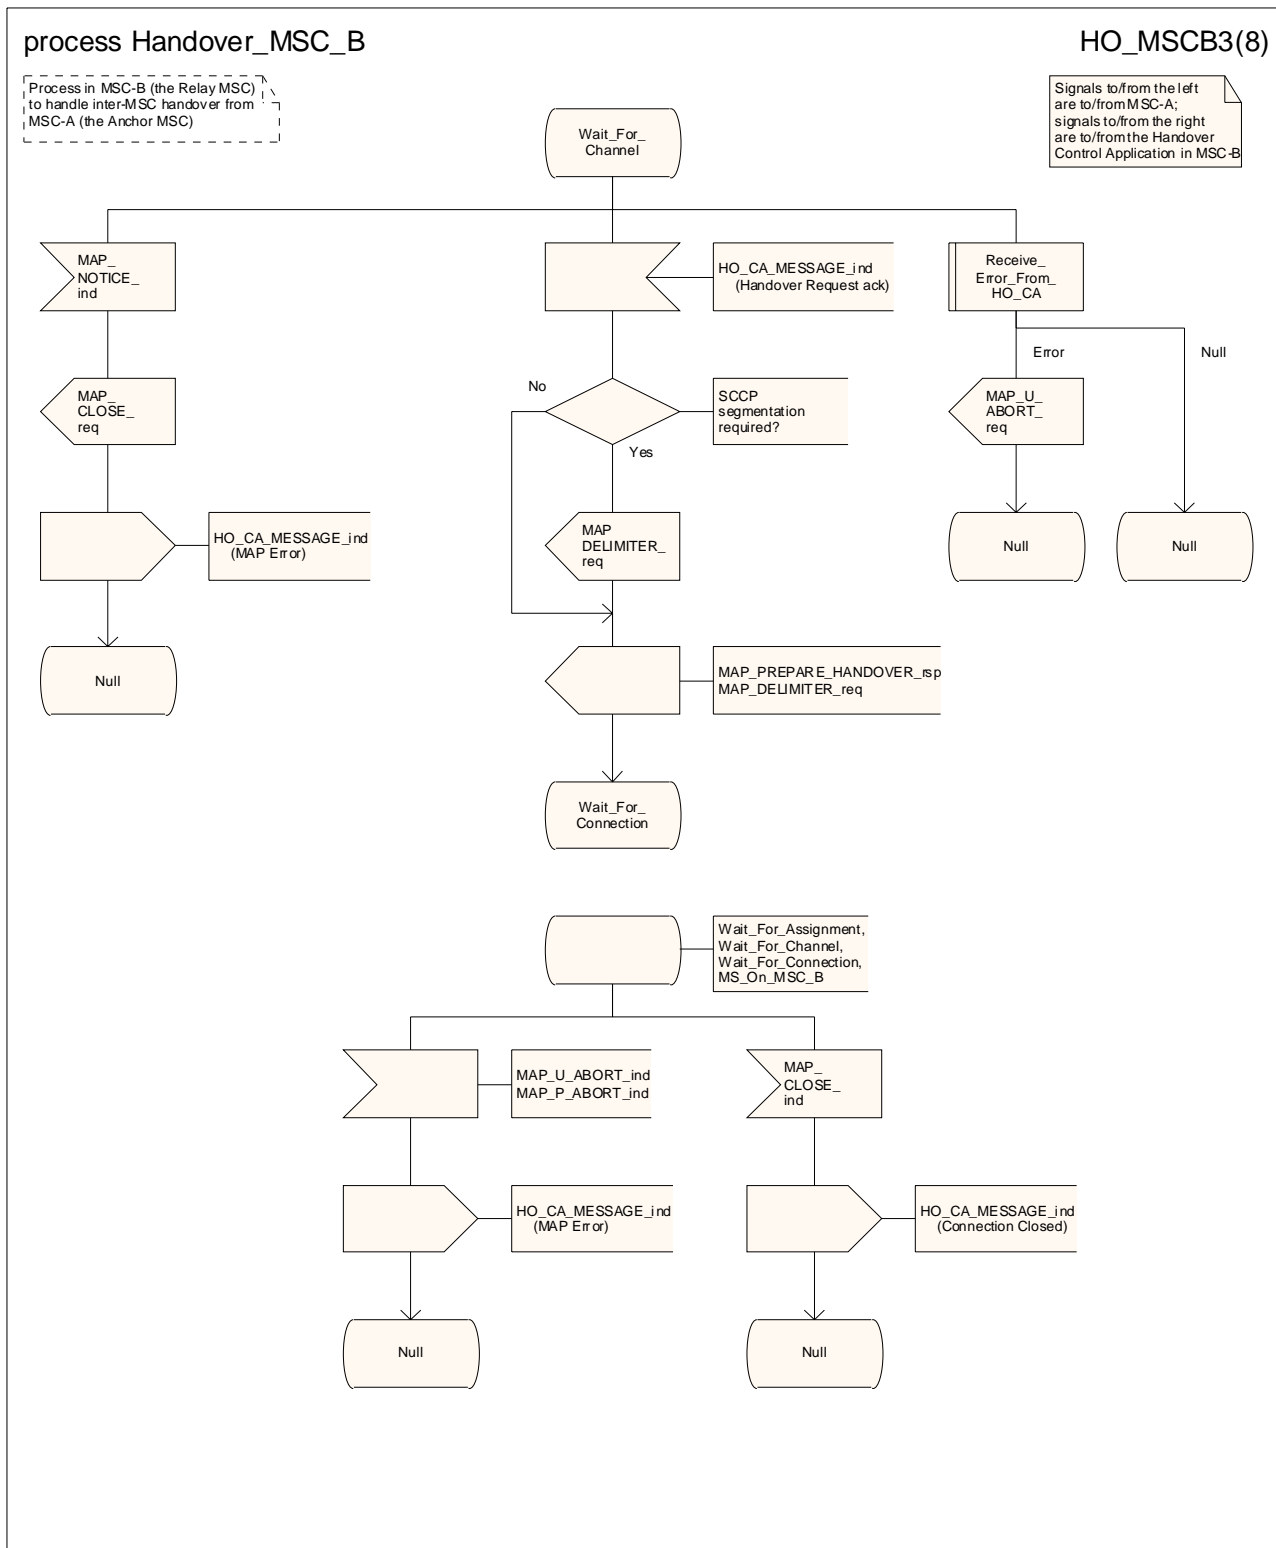 process Handover_MSC_B
HO_MSCB3(8)
Process in MSC-B (the Relay MSC)
to handle inter-MSC handover from
MSC-A (the Anchor MSC)
Signals to/from the left
are to/from MSC-A;
signals to/from the right
are to/from the Handover
Control Application in MSC-B
Wait_For_
Channel
MAP_
NOTICE_
ind
HO_CA_MESSAGE_ind
(Handover Request ack)
Receive_
Error_From_
HO_CA
Error
Null
No
MAP_
CLOSE_
req
SCCP
segmentation
required?
MAP_U_
ABORT_
req
Yes
HO_CA_MESSAGE_ind
(MAP Error)
MAP
DELIMITER_
req
Null
Null
Null
MAP_PREPARE_HANDOVER_rsp
MAP_DELIMITER_req
Wait_For_
Connection
Wait_For_Assignment,
Wait_For_Channel,
Wait_For_Connection,
MS_On_MSC_B
MAP_U_ABORT_ind
MAP_P_ABORT_ind
MAP_
CLOSE_
ind
HO_CA_MESSAGE_ind
(MAP Error)
HO_CA_MESSAGE_ind
(Connection Closed)
Null
Null